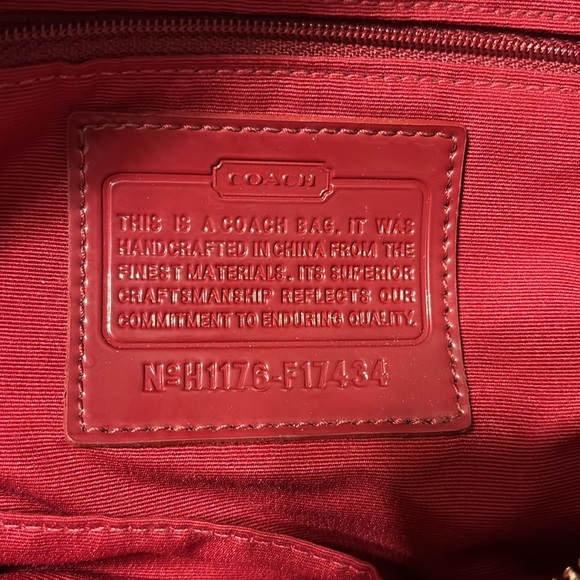 COACH
THIS IS A COACH BAG. IT WAS
HANDCRAFTED IN CHINA FROM THE
FINEST MATERIALS. ITS SUPERIOR
CRAFTSMANSHIP REFLECTS OUR
COMMITMENT TO ENDURING QUALITY.
NºH1176-F17434